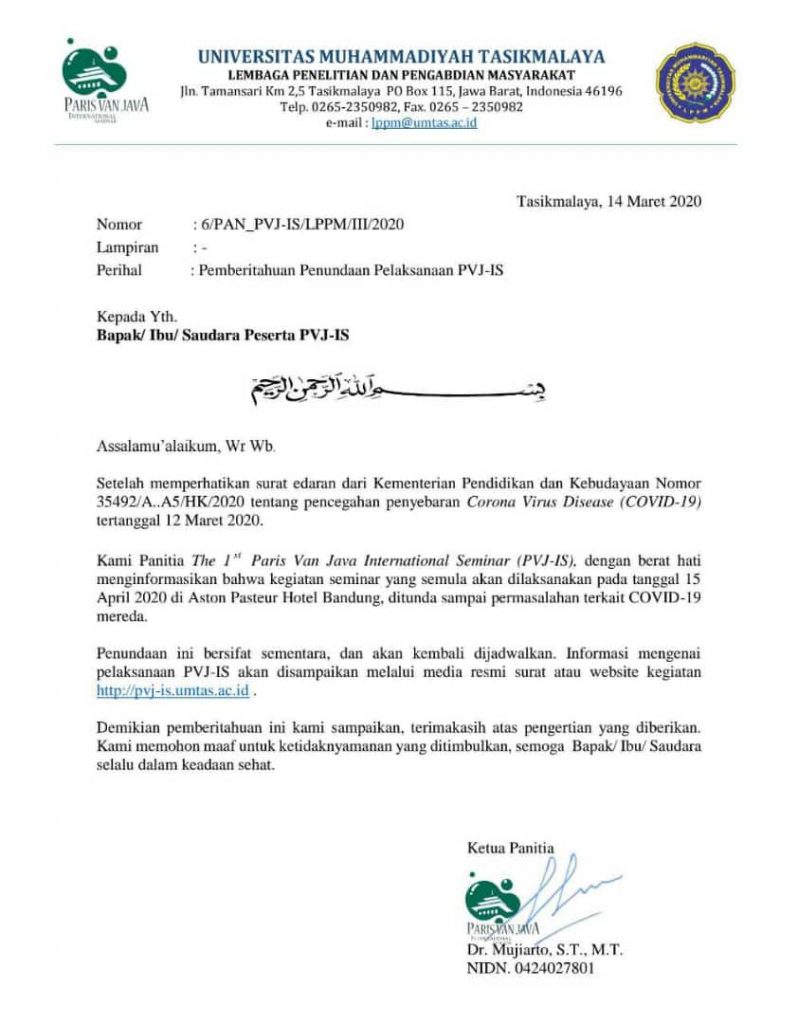 PARIS VAN JAVA
INTERNATIONAL
SEMINAR
UNIVERSITAS MUHAMMADIYAH TASIKMALAYA
LEMBAGA PENELITIAN DAN PENGABDIAN MASYARAKAT
Jln. Tamansari Km 2,5 Tasikmalaya PO Box 115, Jawa Barat, Indonesia 46196
Telp. 0265-2350982, Fax. 0265 – 2350982
e-mail : lppm@umtas.ac.id
UNIVERSITAS MUHAMMADIYAH TASIKMALAYA
LPPM
Tasikmalaya, 14 Maret 2020
Nomor : 6/PAN_PVJ-IS/LPPM/III/2020
Lampiran : -
Perihal : Pemberitahuan Penundaan Pelaksanaan PVJ-IS
Kepada Yth.
Bapak/ Ibu/ Saudara Peserta PVJ-IS
بسم الله الرحمن الرحيم
Assalamu’alaikum, Wr Wb.
Setelah memperhatikan surat edaran dari Kementerian Pendidikan dan Kebudayaan Nomor
35492/A..A5/HK/2020 tentang pencegahan penyebaran Corona Virus Disease (COVID-19)
tertanggal 12 Maret 2020.
Kami Panitia The 1st Paris Van Java International Seminar (PVJ-IS), dengan berat hati
menginformasikan bahwa kegiatan seminar yang semula akan dilaksanakan pada tanggal 15
April 2020 di Aston Pasteur Hotel Bandung, ditunda sampai permasalahan terkait COVID-19
mereda.
Penundaan ini bersifat sementara, dan akan kembali dijadwalkan. Informasi mengenai
pelaksanaan PVJ-IS akan disampaikan melalui media resmi surat atau website kegiatan
http://pvj-is.umtas.ac.id .
Demikian pemberitahuan ini kami sampaikan, terimakasih atas pengertian yang diberikan.
Kami memohon maaf untuk ketidaknyamanan yang ditimbulkan, semoga Bapak/ Ibu/ Saudara
selalu dalam keadaan sehat.
Ketua Panitia
PARIS VAN JAVA
Dr. Mujiarto, S.T., M.T.
NIDN. 0424027801